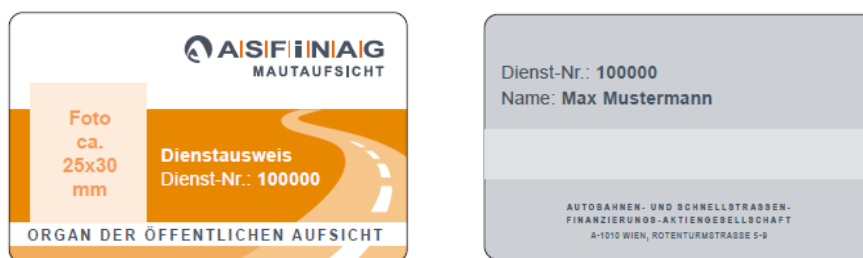 ASFiNAG
MAUTAUFSICHT
Foto
ca.
25x30
mm
Dienstausweis
Dienst-Nr.: 100000
ORGAN DER ÖFFENTLICHEN AUFSICHT
Dienst-Nr.: 100000
Name: Max Mustermann
AUTOBAHNEN- UND SCHNELLSTRASSEN-
FINANZIERUNGS-AKTIENGESELLSCHAFT
A-1010 WIEN, ROTENTURMSTRASSE 5-9